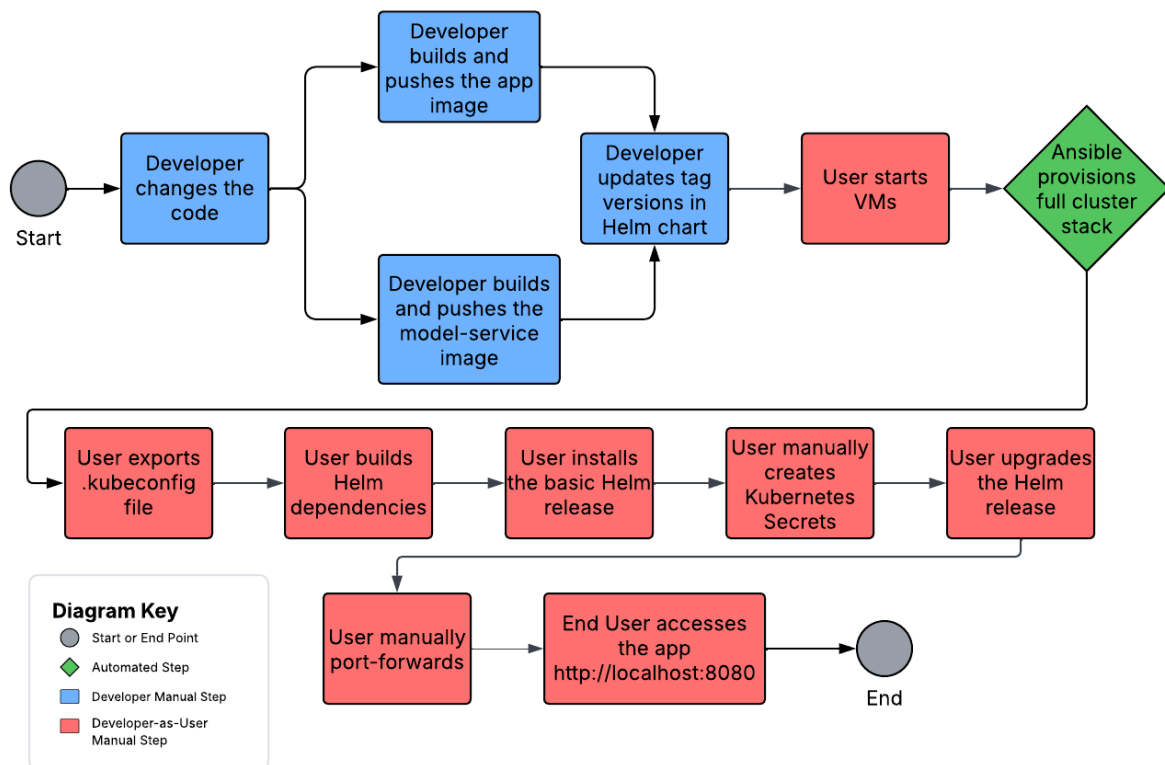 Start
Developer
changes the
code
Developer
builds and
pushes the app
image
Developer builds
and pushes the
model-service
image
Developer
updates tag
versions in
Helm chart
User starts
VMs
Ansible
provisions
full cluster
stack
User exports
.kubeconfig
file
User builds
Helm
dependencies
User installs
the basic Helm
release
User manually
creates
Kubernetes
Secrets
User upgrades
the Helm
release
User manually
port-forwards
End User accesses
the app
http://localhost:8080
End
Diagram Key
Start or End Point
Automated Step
Developer Manual Step
Developer-as-User
Manual Step